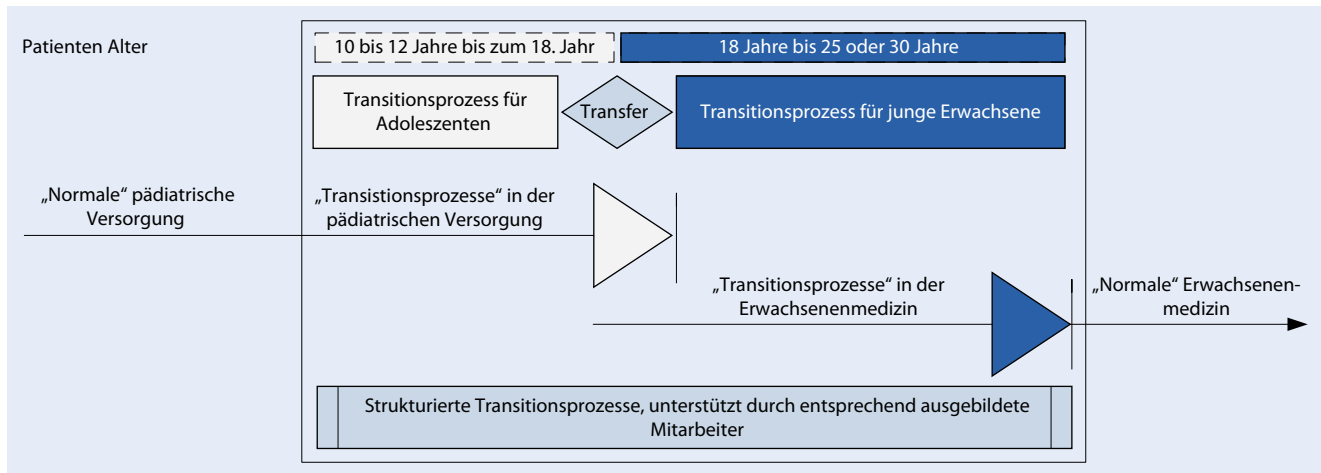 Patienten Alter
10 bis 12 Jahre bis zum 18. Jahr
18 Jahre bis 25 oder 30 Jahre
Transitionsprozess für
Adoleszenten
Transfer
Transitionsprozess für junge Erwachsene
„Normale“ pädiatrische
Versorgung
„Transistionsprozesse“ in der
pädiatrischen Versorgung
„Transitionsprozesse“ in der
Erwachsenenmedizin
„Normale“ Erwachsenen-
medizin
Strukturierte Transitionsprozesse, unterstützt durch entsprechend ausgebildete
Mitarbeiter